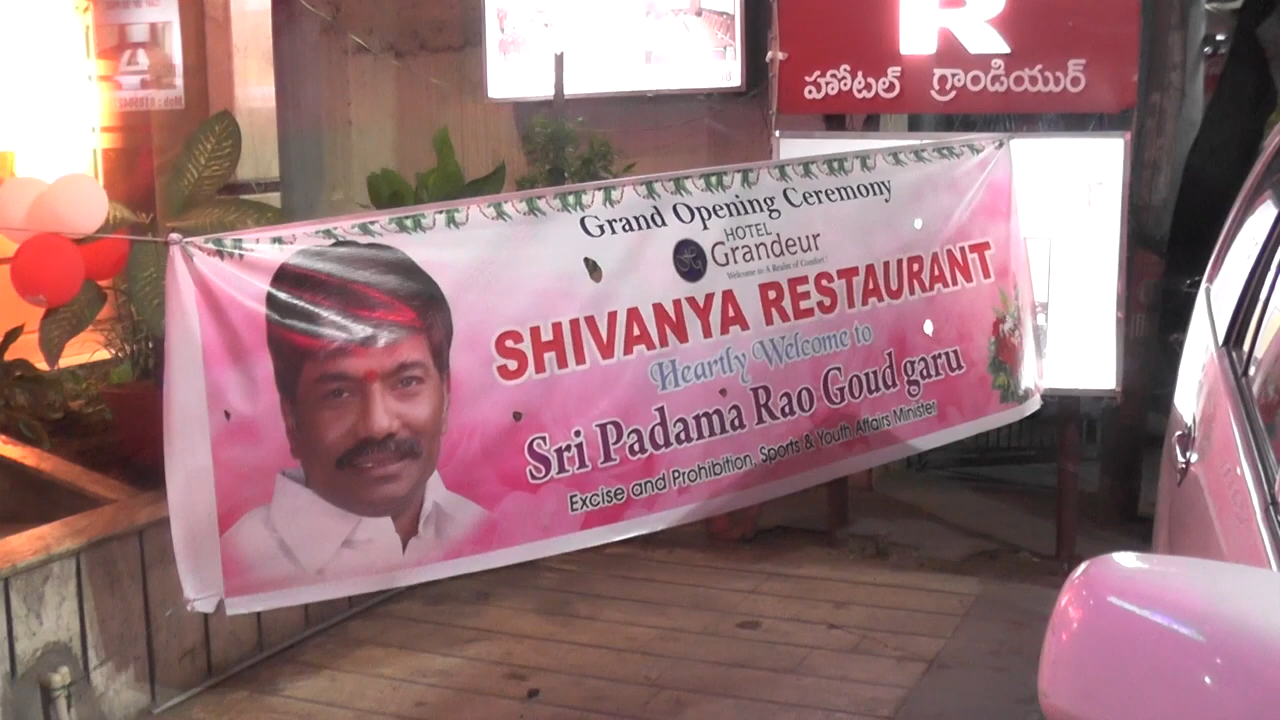 R
హోటల్ గ్రాండియుర్
Grand Opening Ceremony
HOTEL
Grandeur
Welcome to A Realm of Comfort
SHIVANYA RESTAURANT
Heartly Welcome to
Sri Padama Rao Goud garu
Excise and Prohibition, Sports & Youth Affairs Minister